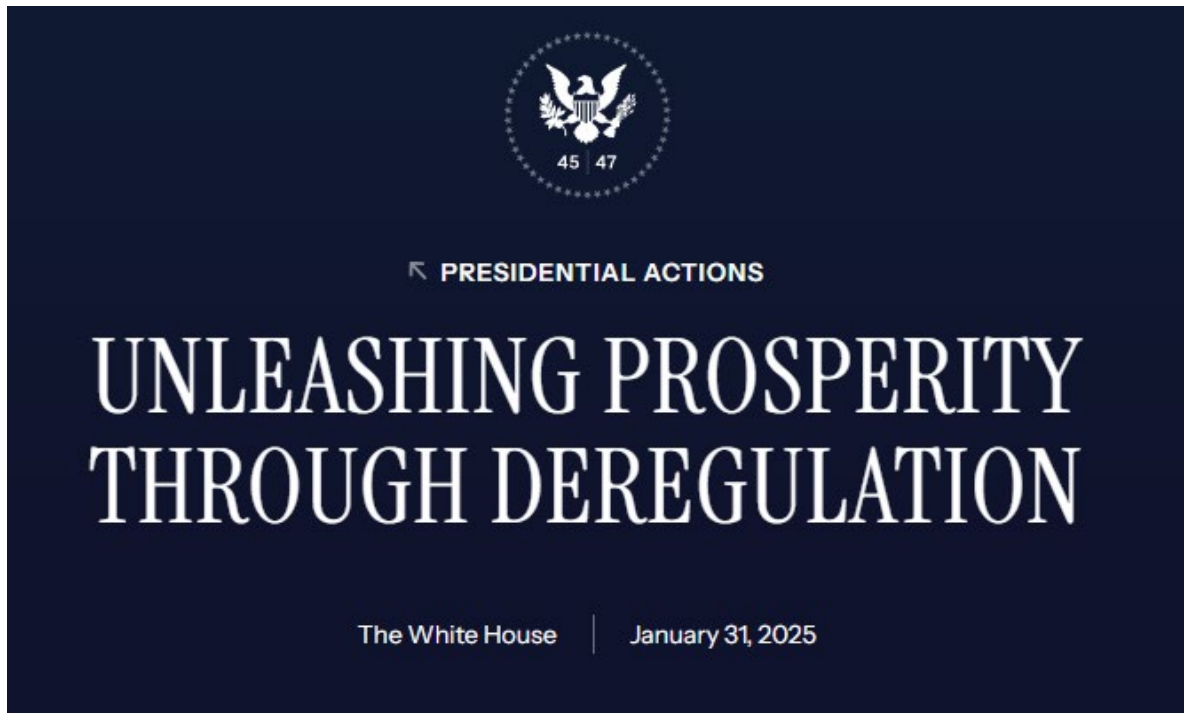 45 | 47
PRESIDENTIAL ACTIONS
UNLEASHING PROSPERITY
THROUGH DEREGULATION
The White House | January 31, 2025